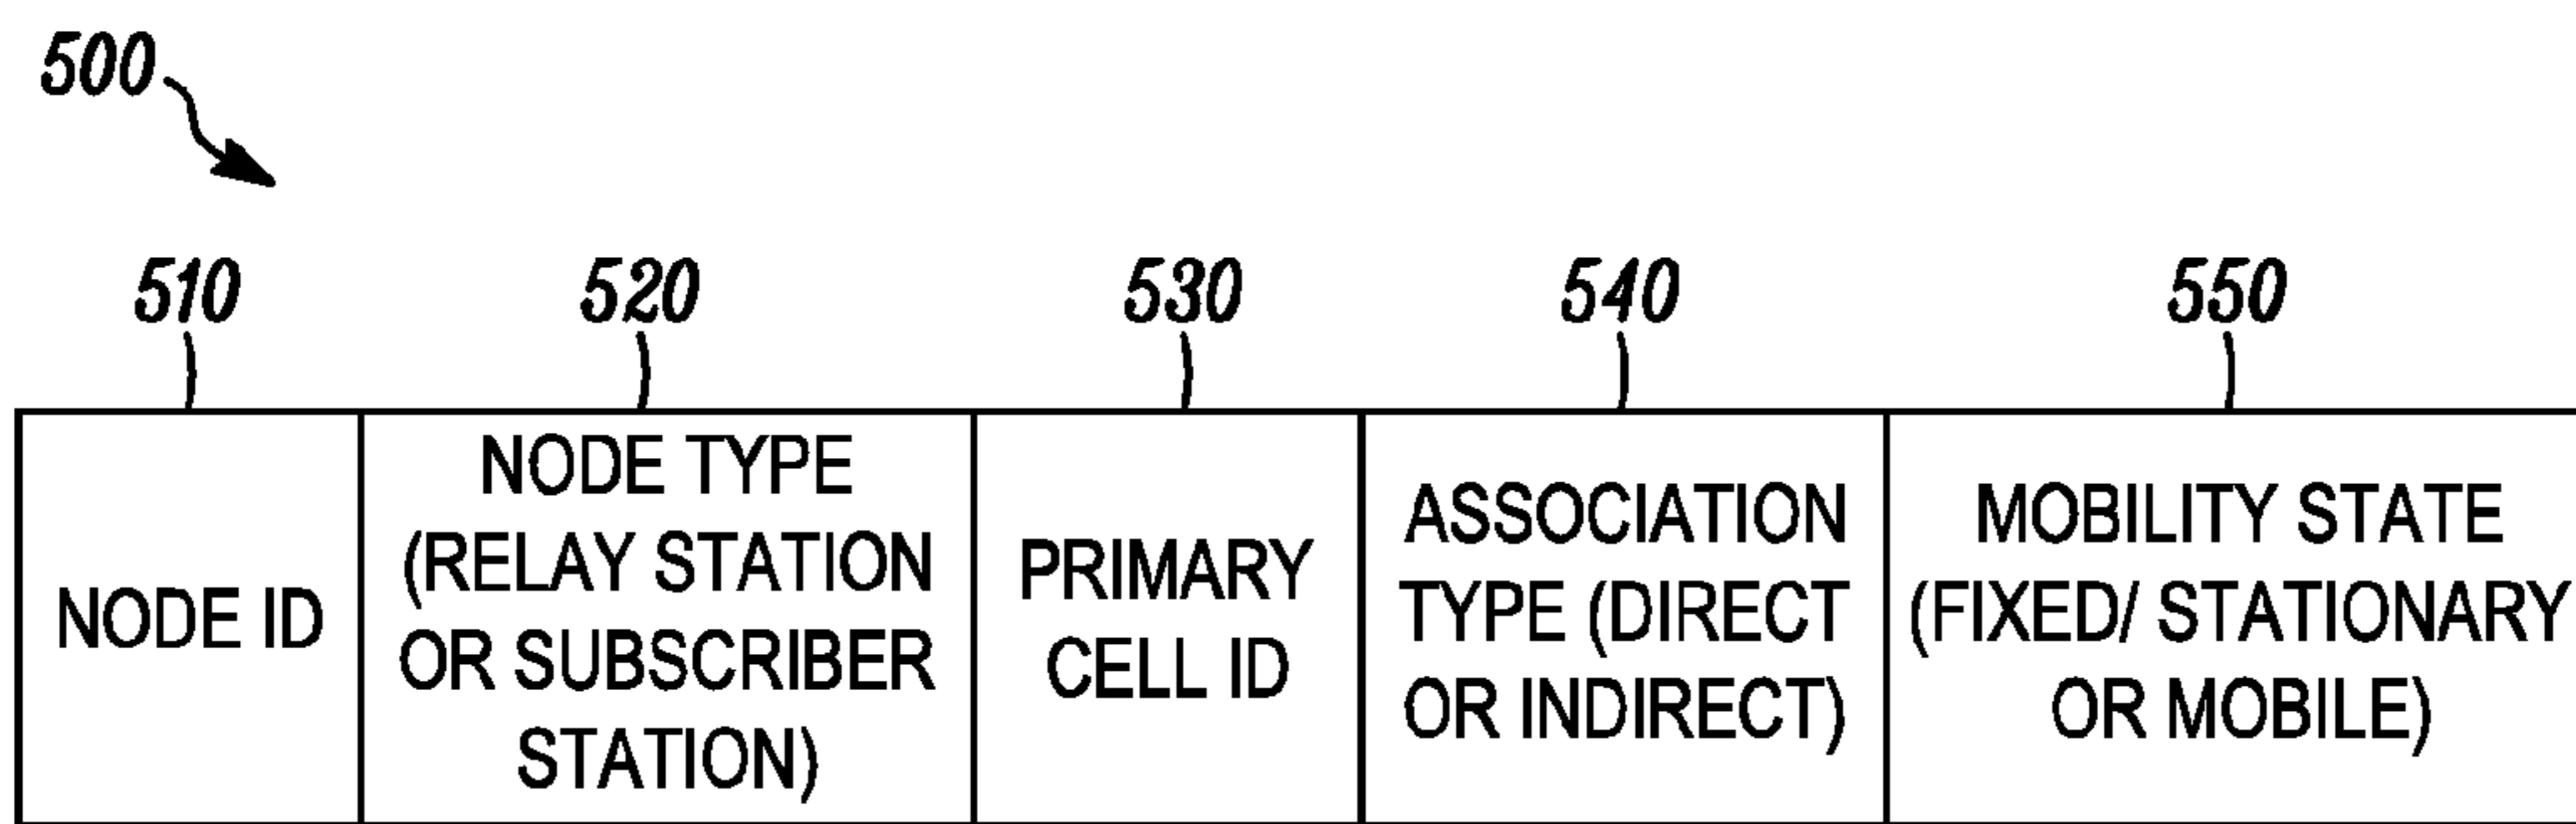 500
510 520 530 540 550
NODE ID
NODE TYPE
(RELAY STATION
OR SUBSCRIBER
STATION)
PRIMARY
CELL ID
ASSOCIATION
TYPE (DIRECT
OR INDIRECT)
MOBILITY STATE
(FIXED/ STATIONARY
OR MOBILE)